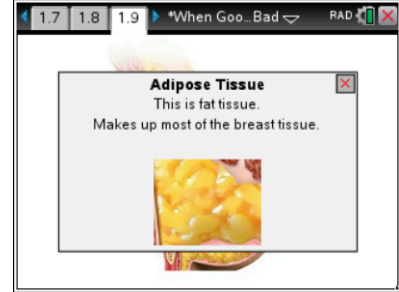 1.7 1.8 1.9 *When Goo...Bad RAD
Adipose Tissue
This is fat tissue.
Makes up most of the breast tissue.